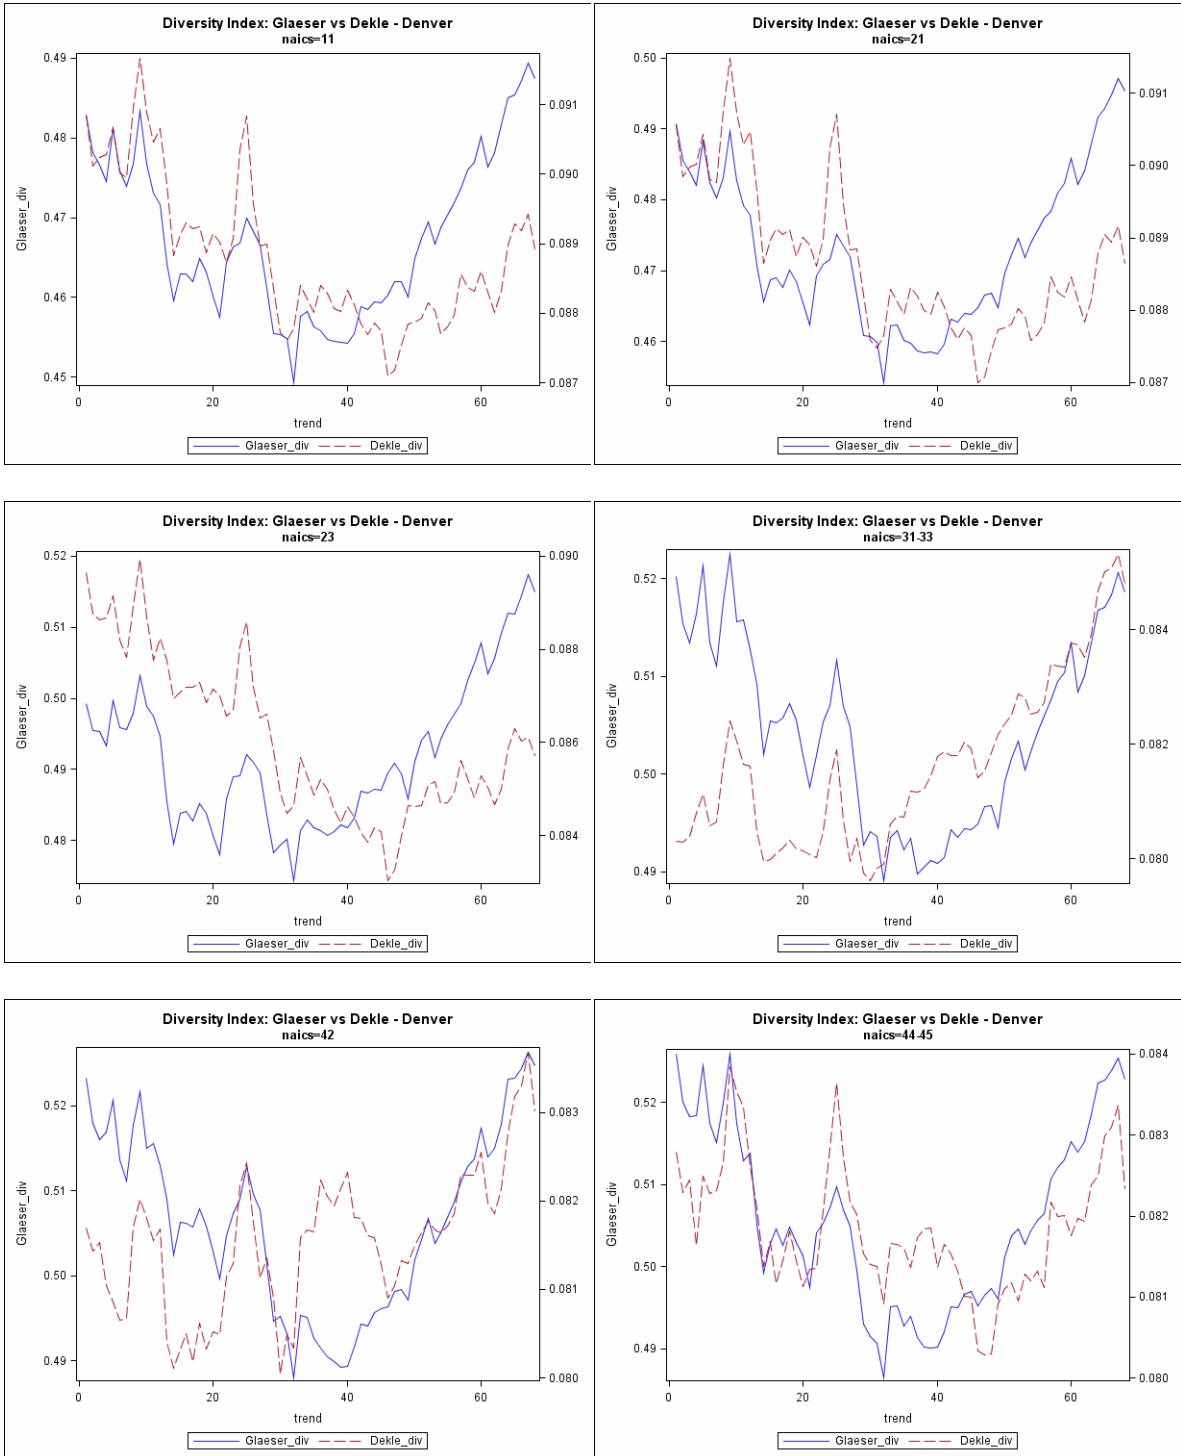 Diversity Index: Glaeser vs Dekle - Denver
naics=11
0.49
0.48
0.47
0.46
0.45
Glaeser_div
0.091
0.090
0.089
0.088
0.087
0 20 40 60
trend
Glaeser_div Dekle_div
Diversity Index: Glaeser vs Dekle - Denver
naics=21
0.50
0.49
0.48
0.47
0.46
Glaeser_div
0.091
0.090
0.089
0.088
0.087
0 20 40 60
trend
Glaeser_div Dekle_div
Diversity Index: Glaeser vs Dekle - Denver
naics=23
0.52
0.51
0.50
0.49
0.48
Glaeser_div
0.090
0.088
0.086
0.084
0 20 40 60
trend
Glaeser_div Dekle_div
Diversity Index: Glaeser vs Dekle - Denver
naics=31-33
0.52
0.51
0.50
0.49
Glaeser_div
0.084
0.082
0.080
0 20 40 60
trend
Glaeser_div Dekle_div
Diversity Index: Glaeser vs Dekle - Denver
naics=42
0.52
0.51
0.50
0.49
Glaeser_div
0.083
0.082
0.081
0.080
0 20 40 60
trend
Glaeser_div Dekle_div
Diversity Index: Glaeser vs Dekle - Denver
naics=44-45
0.52
0.51
0.50
0.49
Glaeser_div
0.084
0.083
0.082
0.081
0.080
0 20 40 60
trend
Glaeser_div Dekle_div